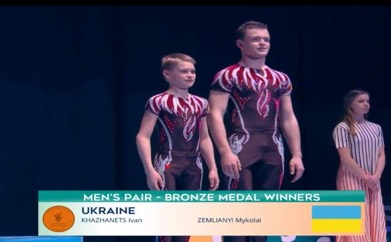 MEN'S PAIR - BRONZE MEDAL WINNERS
UKRAINE
KHAZHANETS Ivan ZEMLIANYI Mykolai